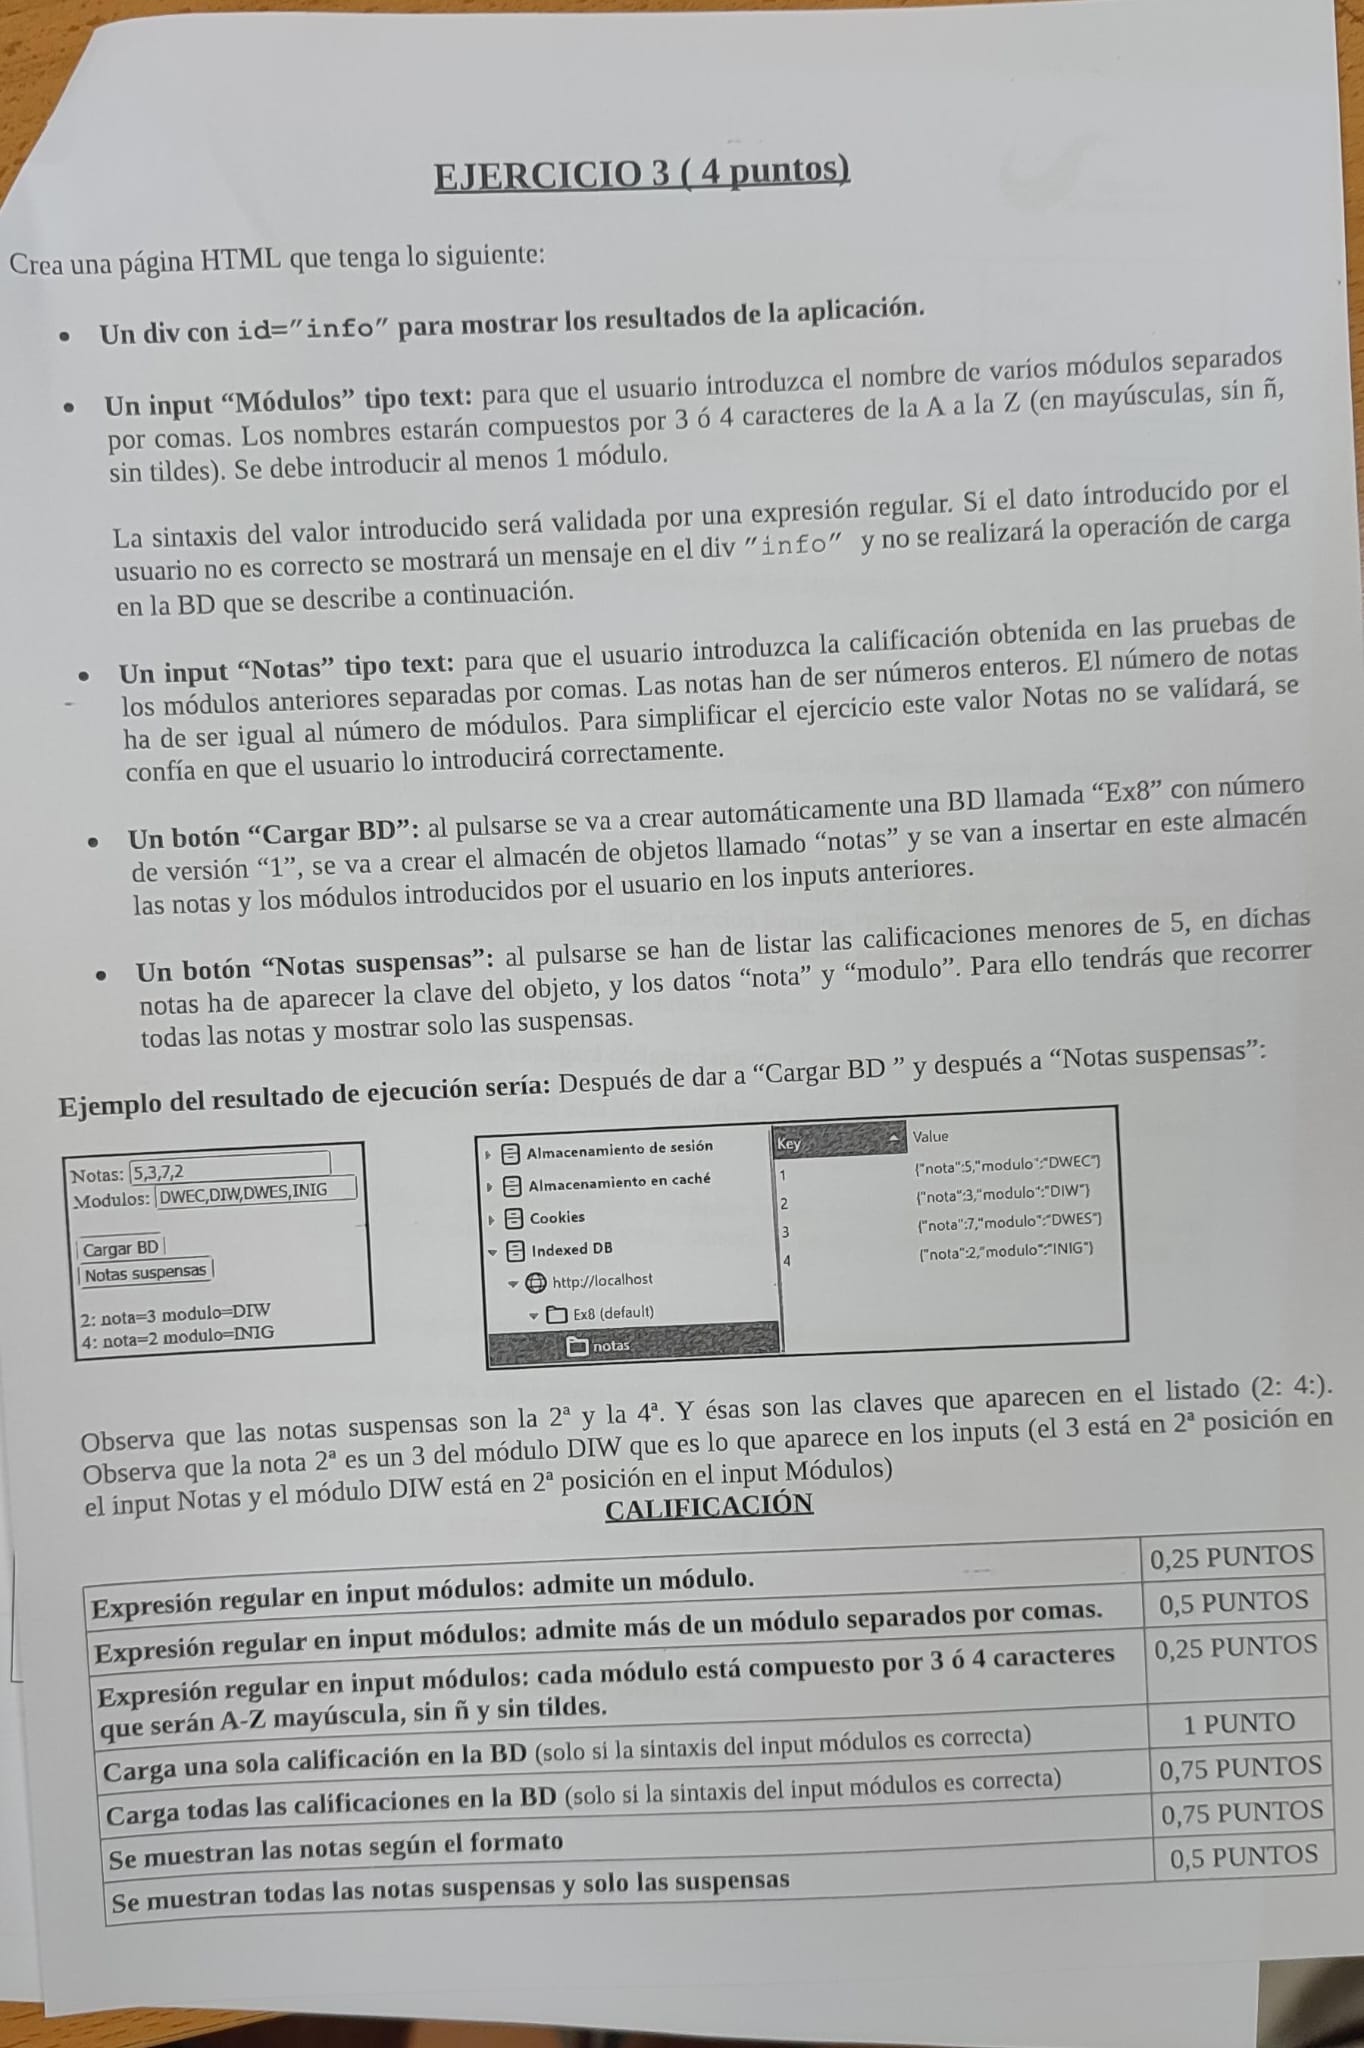 EJERCICIO 3 ( 4 puntos)
Crea una página HTML que tenga lo siguiente:
• Un div con id="info" para mostrar los resultados de la aplicación.
• Un input “Módulos” tipo text: para que el usuario introduzca el nombre de varios módulos separados
por comas. Los nombres estarán compuestos por 3 ó 4 caracteres de la A a la Z (en mayúsculas, sin ñ,
sin tildes). Se debe introducir al menos 1 módulo.
La sintaxis del valor introducido será validada por una expresión regular. Si el dato introducido por el
usuario no es correcto se mostrará un mensaje en el div "info" y no se realizará la operación de carga
en la BD que se describe a continuación.
• Un input “Notas” tipo text: para que el usuario introduzca la calificación obtenida en las pruebas de
los módulos anteriores separadas por comas. Las notas han de ser números enteros. El número de notas
ha de ser igual al número de módulos. Para simplificar el ejercicio este valor Notas no se validará, se
confía en que el usuario lo introducirá correctamente.
• Un botón “Cargar BD”: al pulsarse se va a crear automáticamente una BD llamada “Ex8” con número
de versión “1”, se va a crear el almacén de objetos llamado “notas” y se van a insertar en este almacén
las notas y los módulos introducidos por el usuario en los inputs anteriores.
• Un botón “Notas suspensas”: al pulsarse se han de listar las calificaciones menores de 5, en dichas
notas ha de aparecer la clave del objeto, y los datos “nota” y “modulo”. Para ello tendrás que recorrer
todas las notas y mostrar solo las suspensas.
Ejemplo del resultado de ejecución sería: Después de dar a “Cargar BD ” y después a “Notas suspensas”:
Notas: 5,3,7,2
Modulos: DWEC,DIW,DWES,INIG
Cargar BD
Notas suspensas
2: nota=3 modulo=DIW
4: nota=2 modulo=INIG
Almacenamiento de sesión
Almacenamiento en caché
Cookies
Indexed DB
http://localhost
Ex8 (default)
notas
Key Value
1 {"nota":5,"modulo":"DWEC"}
2 {"nota":3,"modulo":"DIW"}
3 {"nota":7,"modulo":"DWES"}
4 {"nota":2,"modulo":"INIG"}
Observa que las notas suspensas son la 2ª y la 4ª. Y ésas son las claves que aparecen en el listado (2: 4:).
Observa que la nota 2ª es un 3 del módulo DIW que es lo que aparece en los inputs (el 3 está en 2ª posición en
el input Notas y el módulo DIW está en 2ª posición en el input Módulos)
CALIFICACIÓN
Expresión regular en input módulos: admite un módulo. 0,25 PUNTOS
Expresión regular en input módulos: admite más de un módulo separados por comas. 0,5 PUNTOS
Expresión regular en input módulos: cada módulo está compuesto por 3 ó 4 caracteres 0,25 PUNTOS
que serán A-Z mayúscula, sin ñ y sin tildes.
Carga una sola calificación en la BD (solo si la sintaxis del input módulos es correcta) 1 PUNTO
Carga todas las calificaciones en la BD (solo si la sintaxis del input módulos es correcta) 0,75 PUNTOS
Se muestran las notas según el formato 0,75 PUNTOS
Se muestran todas las notas suspensas y solo las suspensas 0,5 PUNTOS